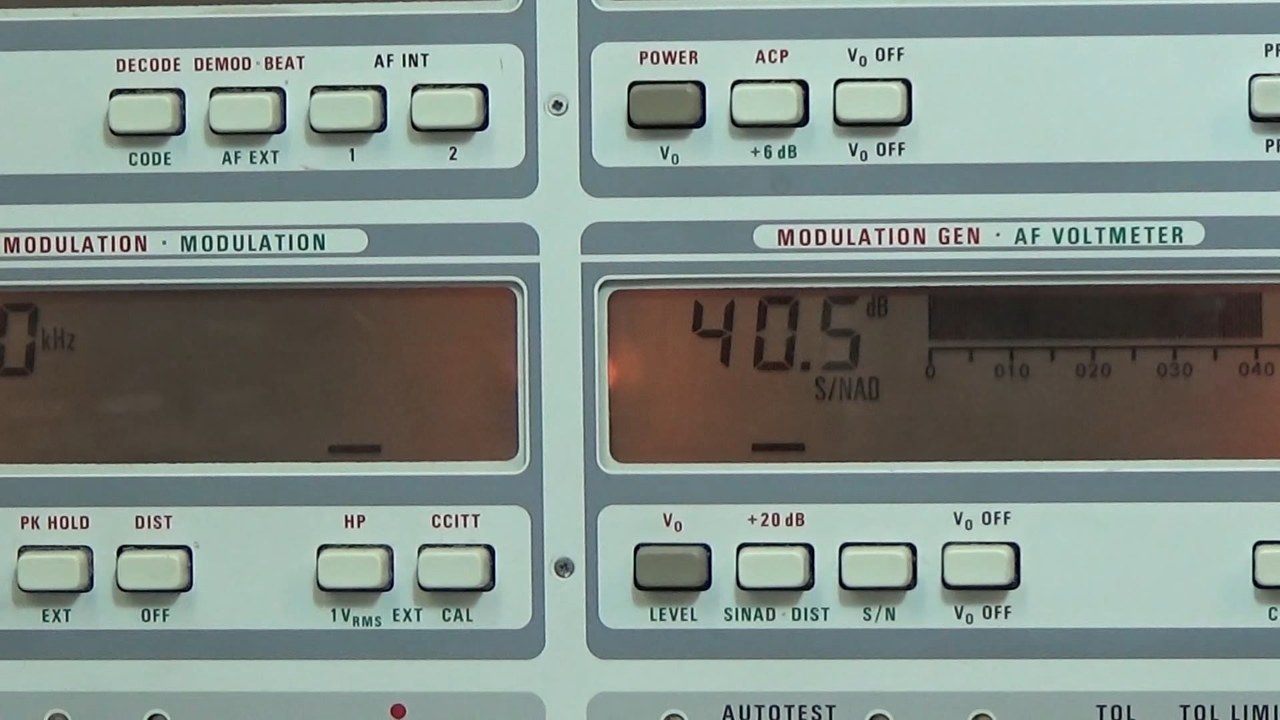 DECODE DEMOD·BEAT AF INT
CODE AF EXT 1 2
POWER ACP V₀ OFF
V₀ +6 dB V₀ OFF
MODULATION · MODULATION
MODULATION GEN · AF VOLTMETER
0 kHz
40.5 dB
S/NAD
0 010 020 030 040
PK HOLD DIST HP CCITT
EXT OFF 1VRMS EXT CAL
V₀ +20 dB V₀ OFF
LEVEL SINAD·DIST S/N V₀ OFF
AUTOTEST TOL